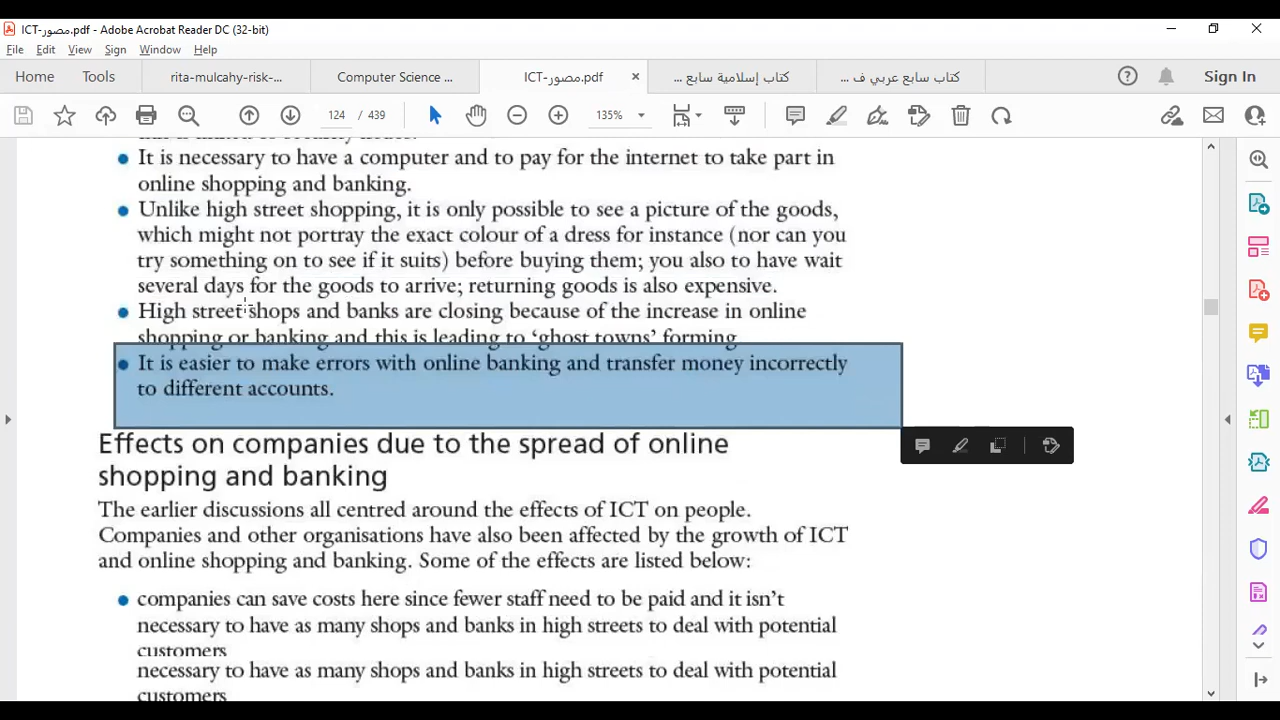 ICT-مصور.pdf - Adobe Acrobat Reader DC (32-bit)
File Edit View Sign Window Help
Home Tools rita-mulcahy-risk-... Computer Science ... ICT-مصور.pdf × كتاب إسلامية سابع ... كتاب سابع عربي ف ... Sign In
124 / 439 135%
It is necessary to have a computer and to pay for the internet to take part in
online shopping and banking.
Unlike high street shopping, it is only possible to see a picture of the goods,
which might not portray the exact colour of a dress for instance (nor can you
try something on to see if it suits) before buying them; you also to have wait
several days for the goods to arrive; returning goods is also expensive.
High street shops and banks are closing because of the increase in online
shopping or banking and this is leading to ‘ghost towns’ forming
It is easier to make errors with online banking and transfer money incorrectly
to different accounts.
Effects on companies due to the spread of online
shopping and banking
The earlier discussions all centred around the effects of ICT on people.
Companies and other organisations have also been affected by the growth of ICT
and online shopping and banking. Some of the effects are listed below:
companies can save costs here since fewer staff need to be paid and it isn’t
necessary to have as many shops and banks in high streets to deal with potential
customers
necessary to have as many shops and banks in high streets to deal with potential
customers